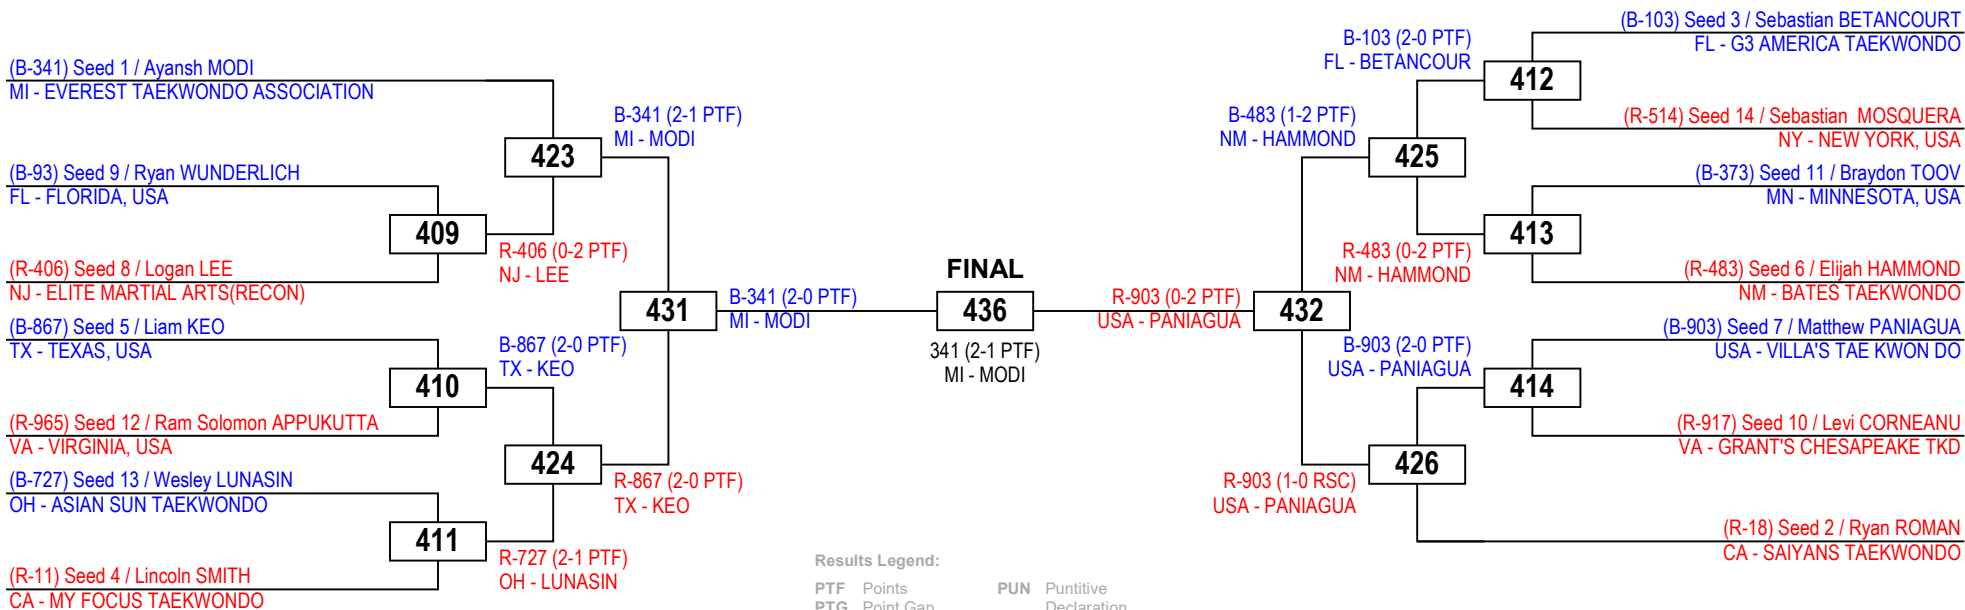 (B-341) Seed 1 / Ayansh MODI
MI - EVEREST TAEKWONDO ASSOCIATION
(B-93) Seed 9 / Ryan WUNDERLICH
FL - FLORIDA, USA
(R-406) Seed 8 / Logan LEE
NJ - ELITE MARTIAL ARTS(RECON)
(B-867) Seed 5 / Liam KEO
TX - TEXAS, USA
(R-965) Seed 12 / Ram Solomon APPUKUTTA
VA - VIRGINIA, USA
(B-727) Seed 13 / Wesley LUNASIN
OH - ASIAN SUN TAEKWONDO
(R-11) Seed 4 / Lincoln SMITH
CA - MY FOCUS TAEKWONDO
409
410
411
423
R-406 (0-2 PTF)
NJ - LEE
B-867 (2-0 PTF)
TX - KEO
424
R-727 (2-1 PTF)
OH - LUNASIN
B-341 (2-1 PTF)
MI - MODI
431
R-867 (2-0 PTF)
TX - KEO
B-341 (2-0 PTF)
MI - MODI
FINAL
436
341 (2-1 PTF)
MI - MODI
R-903 (0-2 PTF)
USA - PANIAGUA
432
B-483 (1-2 PTF)
NM - HAMMOND
R-903 (1-0 RSC)
USA - PANIAGUA
B-103 (2-0 PTF)
FL - BETANCOUR
425
R-483 (0-2 PTF)
NM - HAMMOND
B-903 (2-0 PTF)
USA - PANIAGUA
426
412
413
414
(B-103) Seed 3 / Sebastian BETANCOURT
FL - G3 AMERICA TAEKWONDO
(R-514) Seed 14 / Sebastian  MOSQUERA
NY - NEW YORK, USA
(B-373) Seed 11 / Braydon TOOV
MN - MINNESOTA, USA
(R-483) Seed 6 / Elijah HAMMOND
NM - BATES TAEKWONDO
(B-903) Seed 7 / Matthew PANIAGUA
USA - VILLA'S TAE KWON DO
(R-917) Seed 10 / Levi CORNEANU
VA - GRANT'S CHESAPEAKE TKD
(R-18) Seed 2 / Ryan ROMAN
CA - SAIYANS TAEKWONDO
Results Legend:
PTF Points PUN Puntitive
PTG Point Gap Declaration